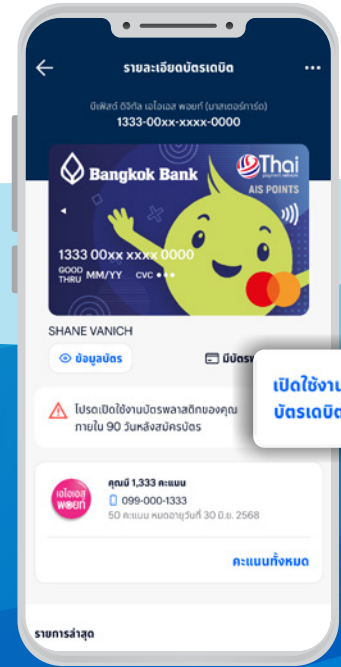 รายละเอียดบัตรเดบิต
บีเฟิสต์ ดิจิทัล เอไอเอส พอยท์ (มาสเตอร์การ์ด)
1333-00xx-xxxx-0000
Bangkok Bank
Thai
payment network
AIS POINTS
1333 00xx xxxx 0000
GOOD THRU MM/YY CVC •••
SHANE VANICH
ข้อมูลบัตร
มีบัตร
เปิดใช้งาน
บัตรเดบิต
โปรดเปิดใช้งานบัตรพลาสติกของคุณ
ภายใน 90 วันหลังสมัครบัตร
เอไอเอส
พอยท์
คุณมี 1,333 คะแนน
099-000-1333
50 คะแนน หมดอายุวันที่ 30 มิ.ย. 2568
คะแนนทั้งหมด
รายการล่าสุด